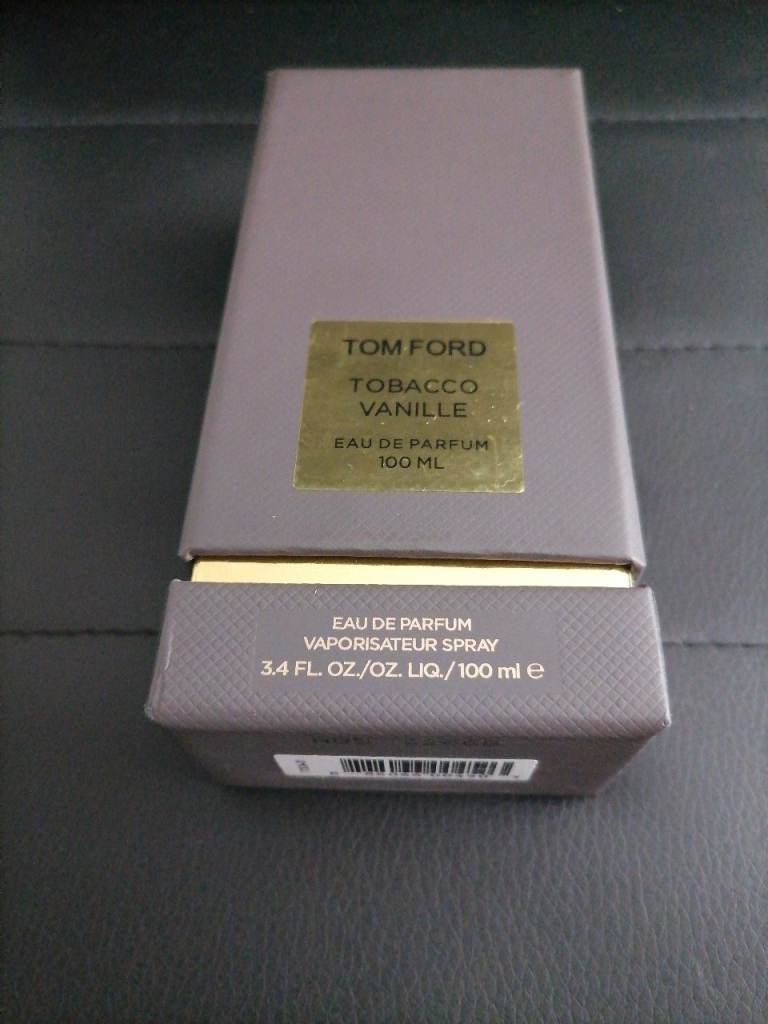 TOM FORD
TOBACCO
VANILLE
EAU DE PARFUM
100 ML
EAU DE PARFUM
VAPORISATEUR SPRAY
3.4 FL. OZ./OZ. LIQ./100 ml ℮